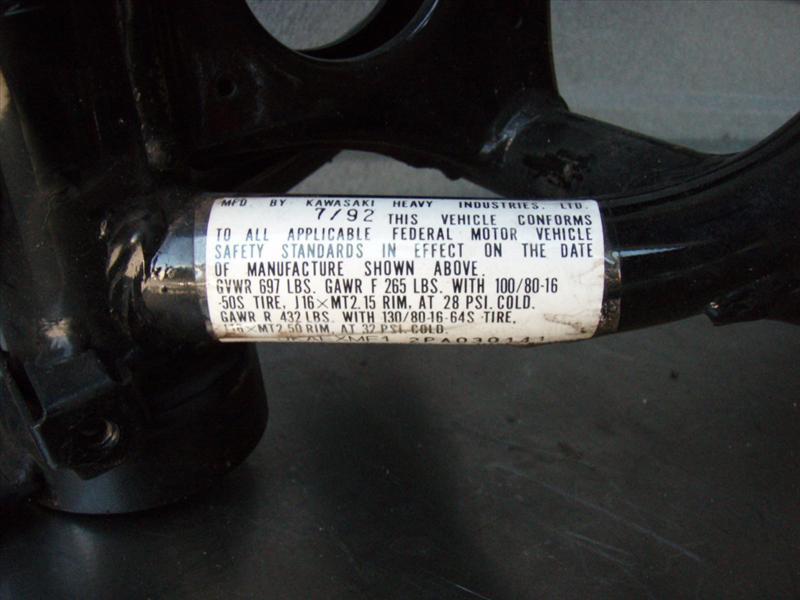 MFD. BY KAWASAKI HEAVY INDUSTRIES, LTD.
7/92 THIS VEHICLE CONFORMS
TO ALL APPLICABLE FEDERAL MOTOR VEHICLE
SAFETY STANDARDS IN EFFECT ON THE DATE
OF MANUFACTURE SHOWN ABOVE.
GVWR 697 LBS. GAWR F 265 LBS. WITH 100/80-16
-50S TIRE, J16×MT2.15 RIM, AT 28 PSI. COLD.
GAWR R 432 LBS. WITH 130/80-16-64S TIRE,
J16×MT2.50 RIM, AT 32 PSI. COLD.